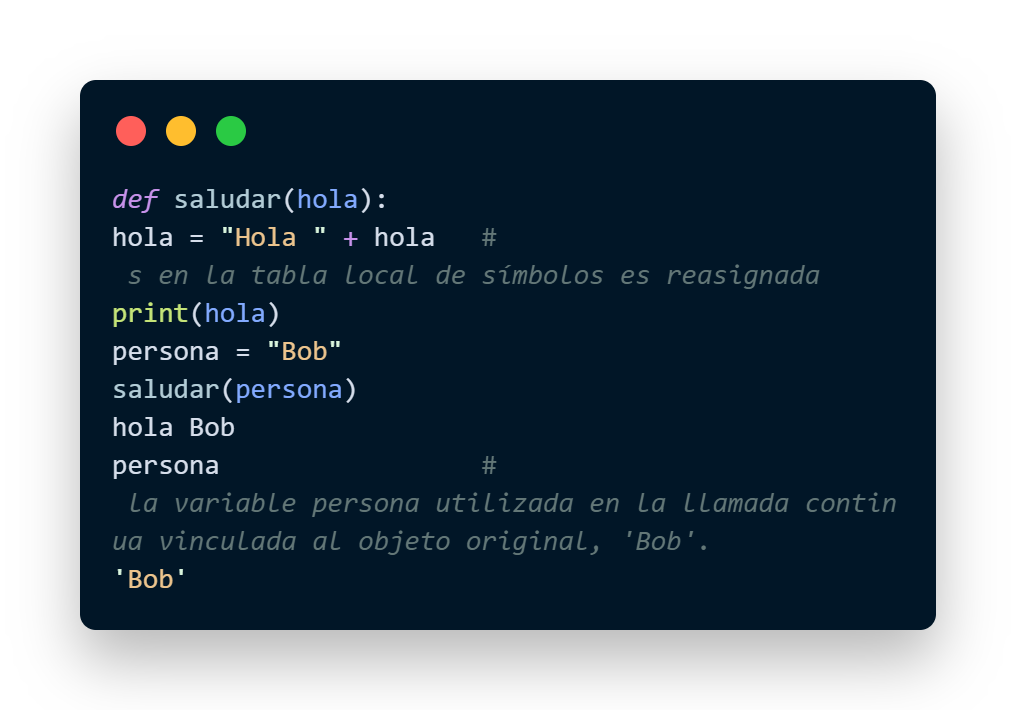 def saludar(hola):
hola = "Hola " + hola   #
 s en la tabla local de símbolos es reasignada
print(hola)
persona = "Bob"
saludar(persona)
hola Bob
persona                 #
 la variable persona utilizada en la llamada contin
ua vinculada al objeto original, 'Bob'.
'Bob'